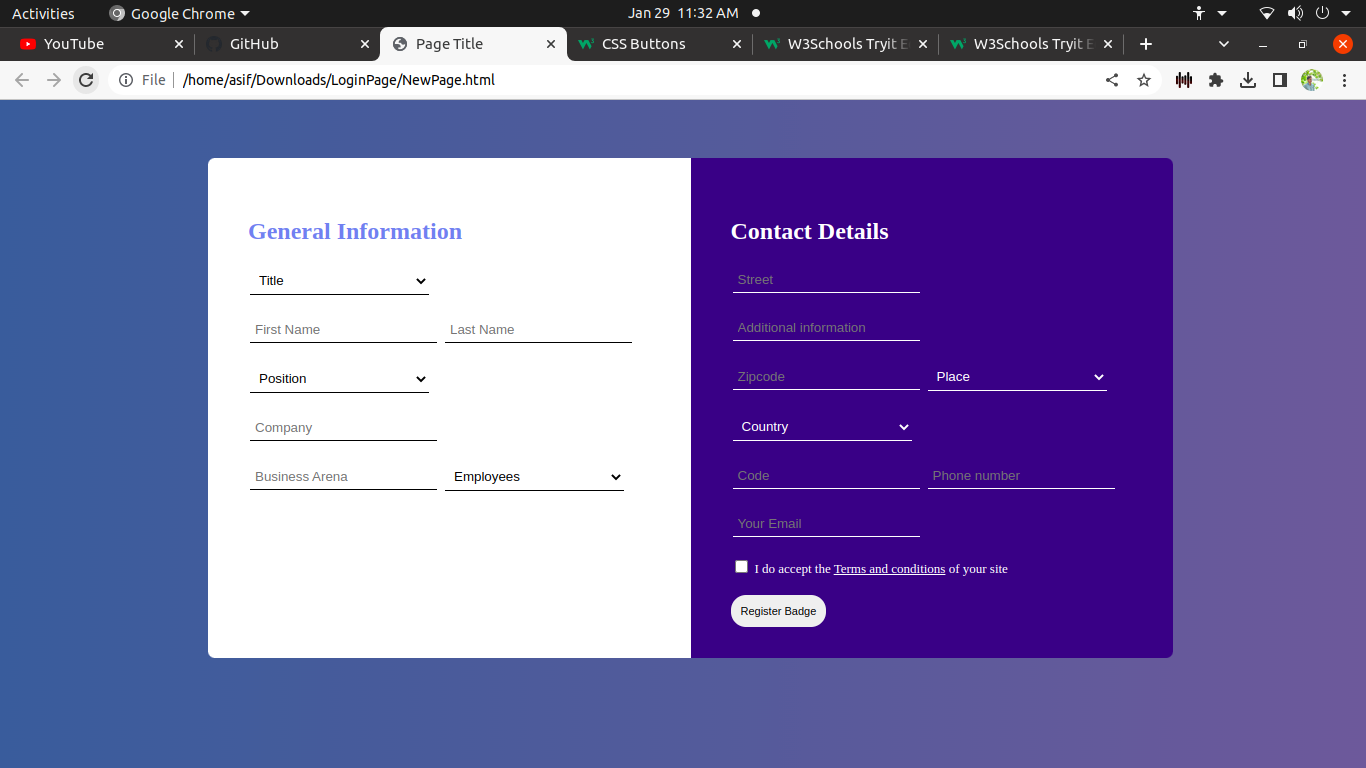 Activities Google Chrome Jan 29 11:32 AM
YouTube GitHub Page Title CSS Buttons W3Schools Tryit E W3Schools Tryit E
File /home/asif/Downloads/LoginPage/NewPage.html
General Information
Title
First Name Last Name
Position
Company
Business Arena Employees
Contact Details
Street
Additional information
Zipcode Place
Country
Code Phone number
Your Email
I do accept the Terms and conditions of your site
Register Badge